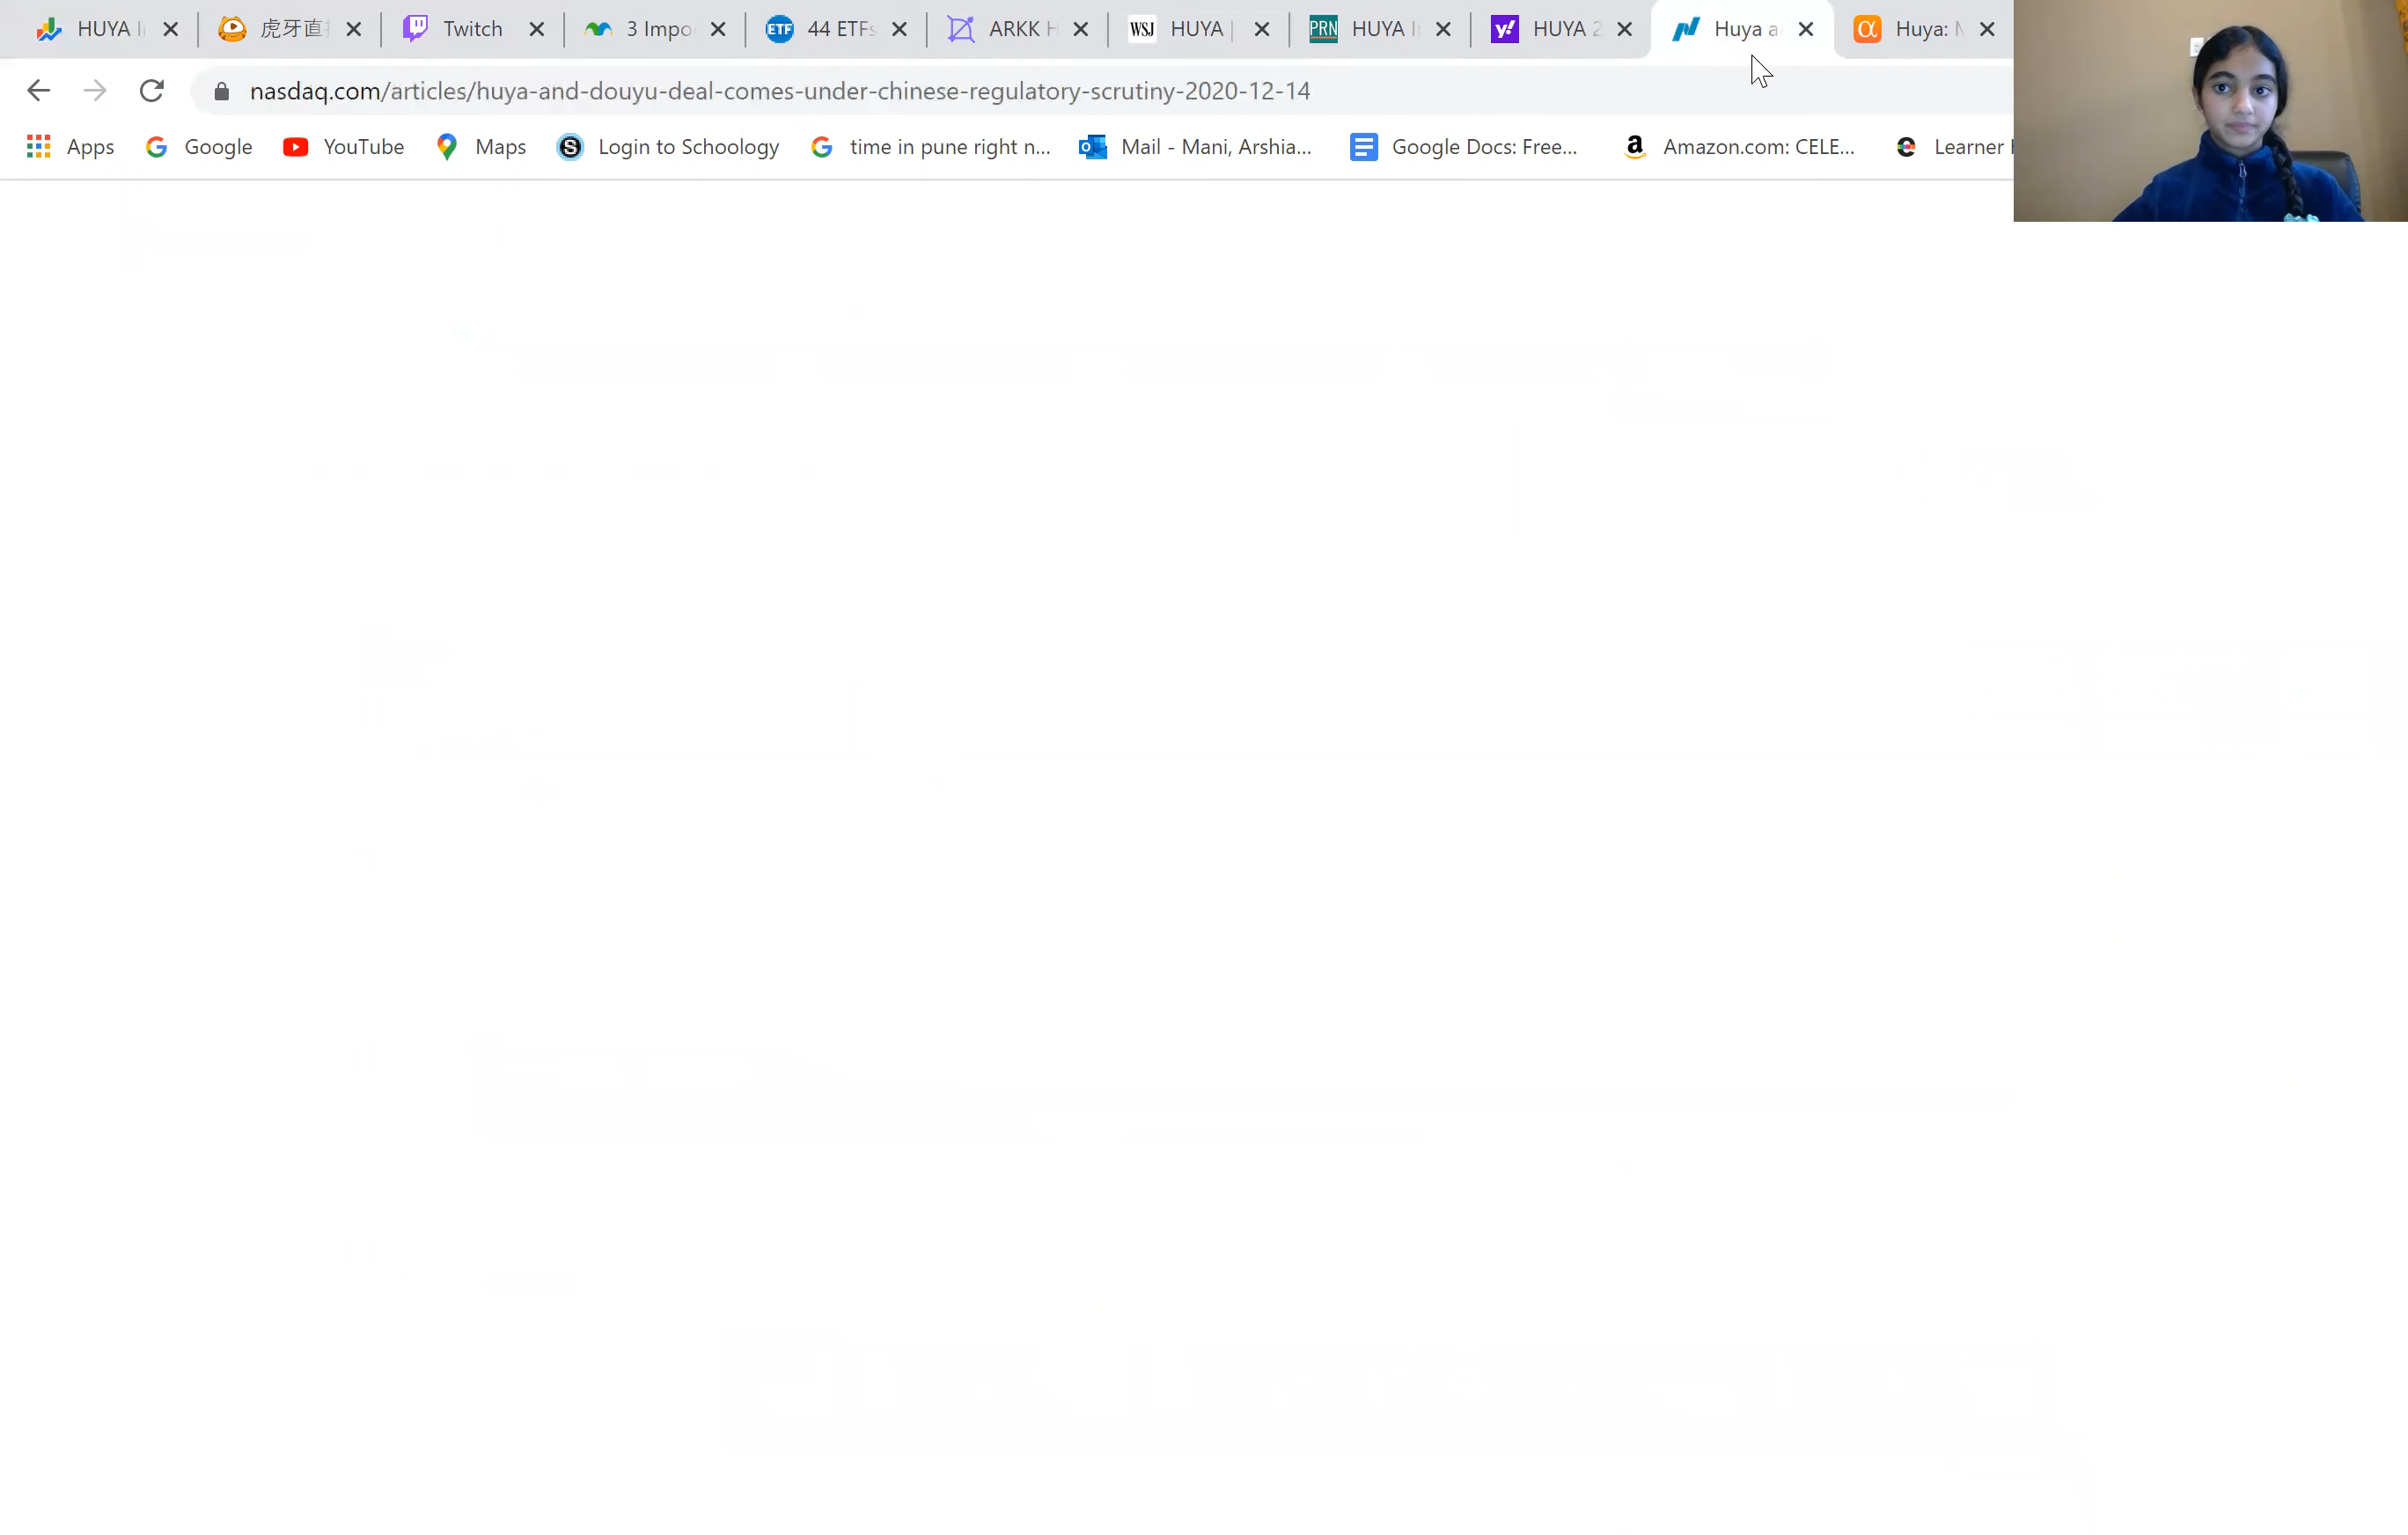 HUYA 虎牙直 Twitch 3 Impo 44 ETFs ARKK WSJ HUYA PRN HUYA y! HUYA 2 Huya a α Huya:
nasdaq.com/articles/huya-and-douyu-deal-comes-under-chinese-regulatory-scrutiny-2020-12-14
Apps Google YouTube Maps S Login to Schoology time in pune right n... Mail - Mani, Arshia... Google Docs: Free... a Amazon.com: CELE... Learner